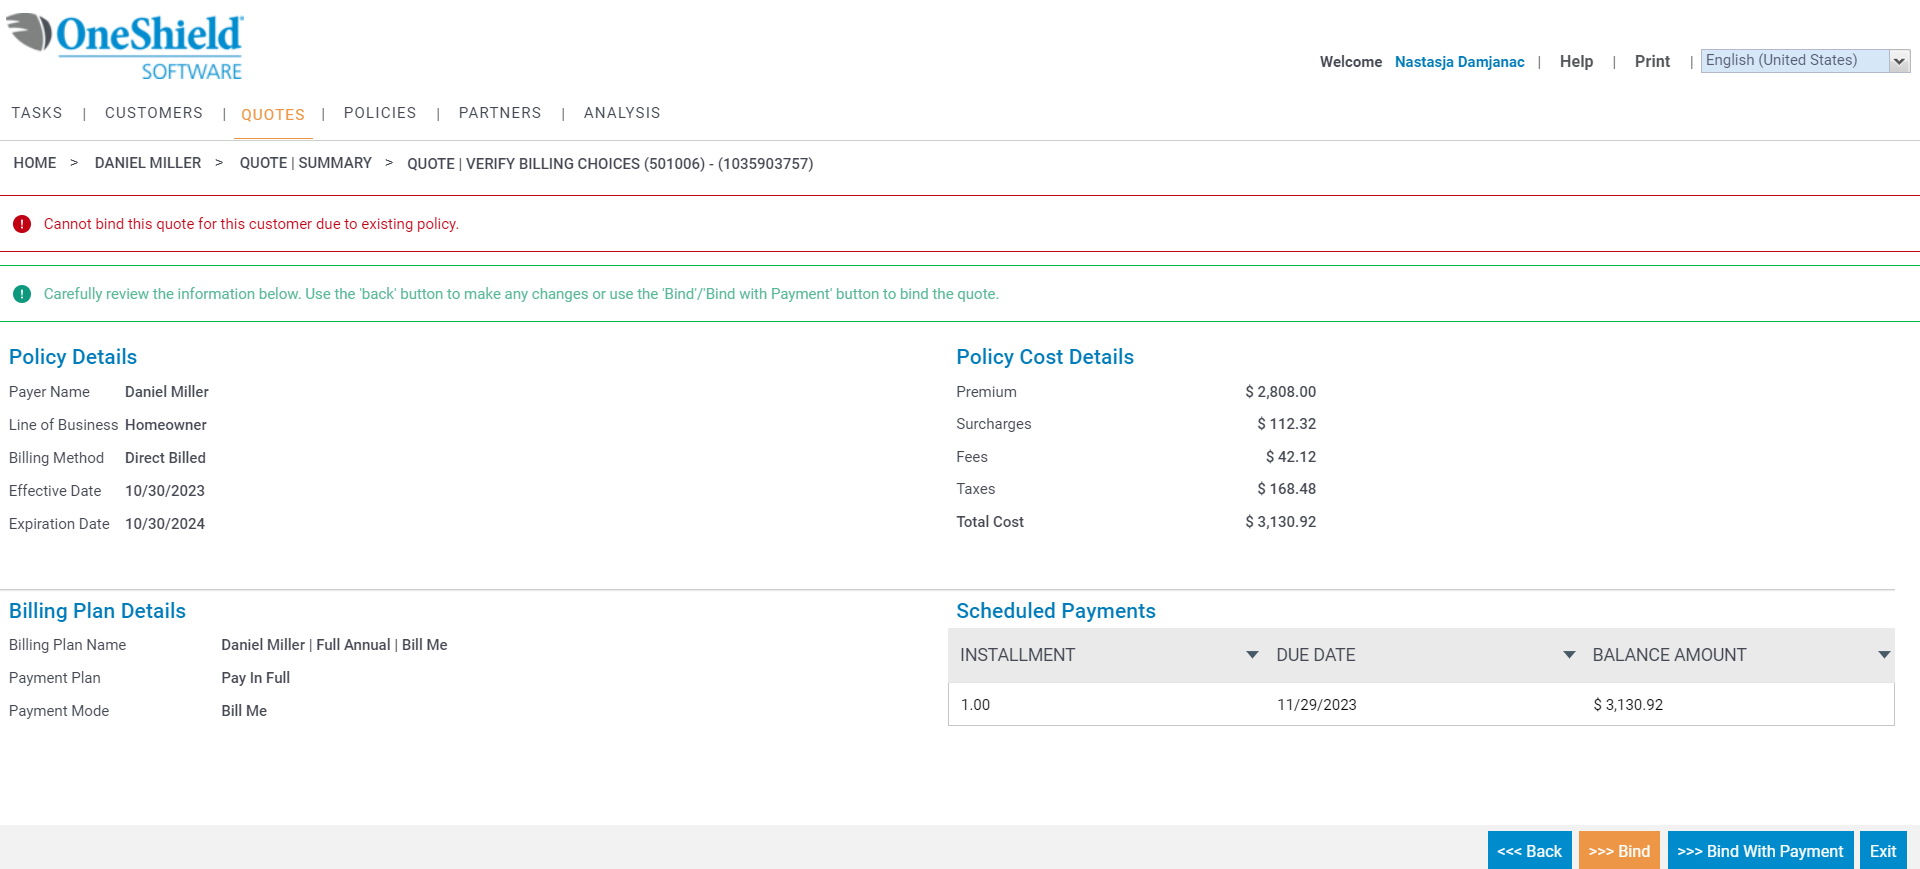 OneShield®
SOFTWARE
Welcome Nastasja Damjanac | Help | Print | English (United States)
TASKS | CUSTOMERS | QUOTES | POLICIES | PARTNERS | ANALYSIS
HOME > DANIEL MILLER > QUOTE | SUMMARY > QUOTE | VERIFY BILLING CHOICES (501006) - (1035903757)
! Cannot bind this quote for this customer due to existing policy.
! Carefully review the information below. Use the 'back' button to make any changes or use the 'Bind'/'Bind with Payment' button to bind the quote.
Policy Details
Payer Name Daniel Miller
Line of Business Homeowner
Billing Method Direct Billed
Effective Date 10/30/2023
Expiration Date 10/30/2024
Policy Cost Details
Premium $ 2,808.00
Surcharges $ 112.32
Fees $ 42.12
Taxes $ 168.48
Total Cost $ 3,130.92
Billing Plan Details
Billing Plan Name Daniel Miller | Full Annual | Bill Me
Payment Plan Pay In Full
Payment Mode Bill Me
Scheduled Payments
INSTALLMENT DUE DATE BALANCE AMOUNT
1.00 11/29/2023 $ 3,130.92
<<< Back >>> Bind >>> Bind With Payment Exit